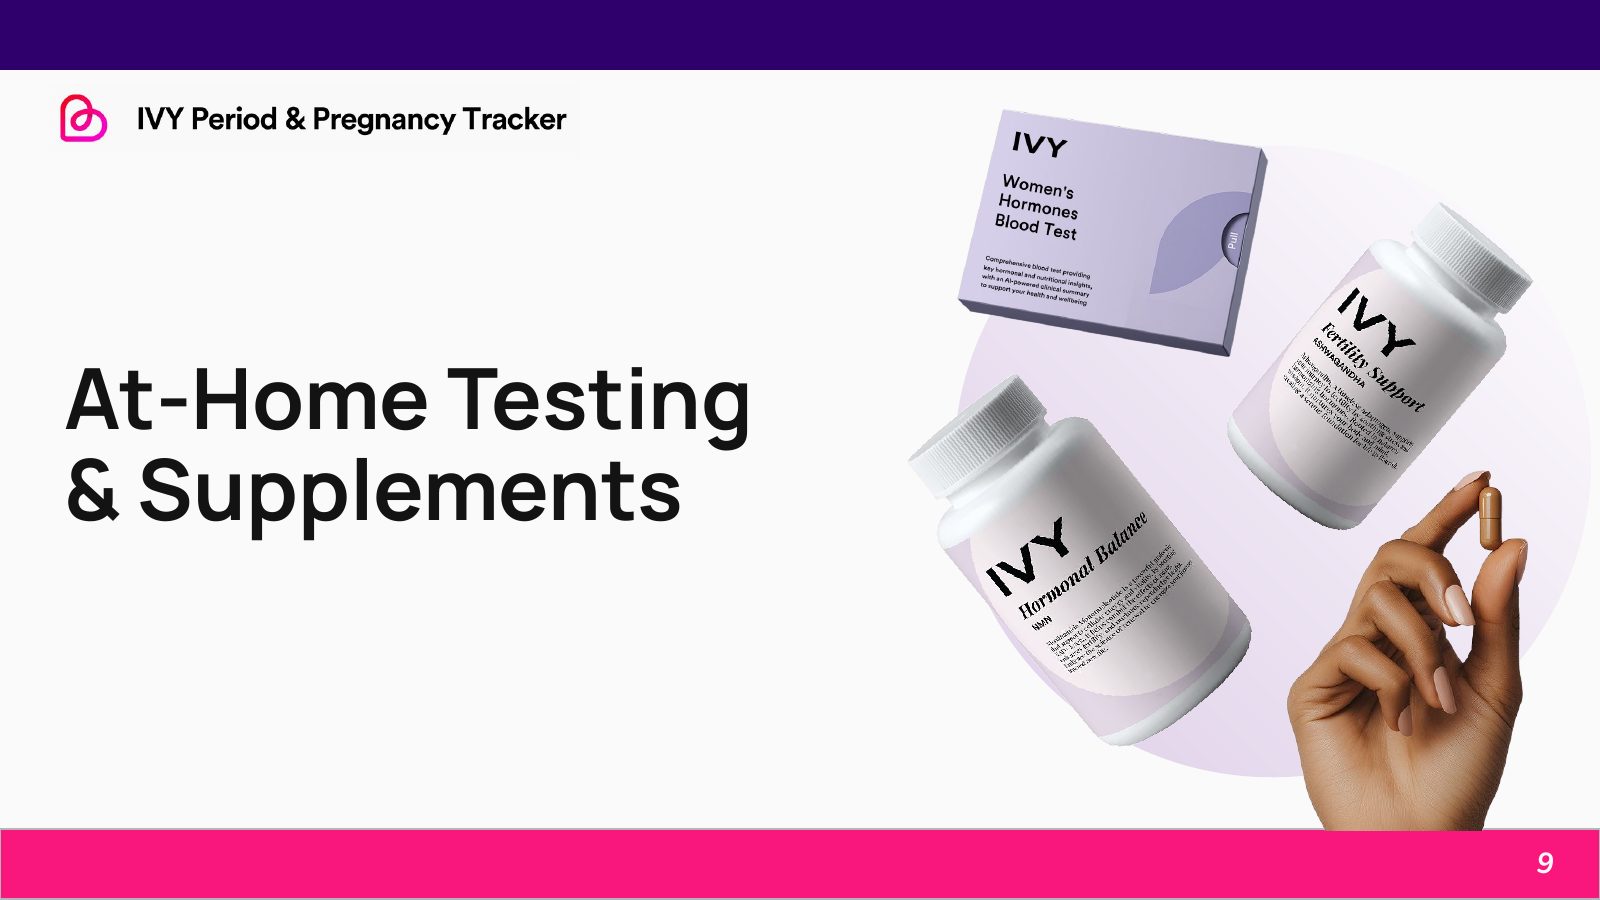 IVY Period & Pregnancy Tracker
At-Home Testing
& Supplements
IVY
Women's
Hormones
Blood Test
Comprehensive blood test providing
key hormonal and nutritional insights,
with an AI-powered clinical summary
to support your health and wellbeing
Pull
IVY
Fertility Support
ASHWAGANDHA
IVY
Hormonal Balance
NMN
9